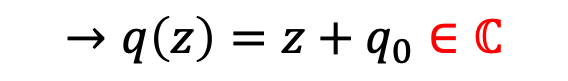 → q(z) = z + q₀ ∈ ℂ